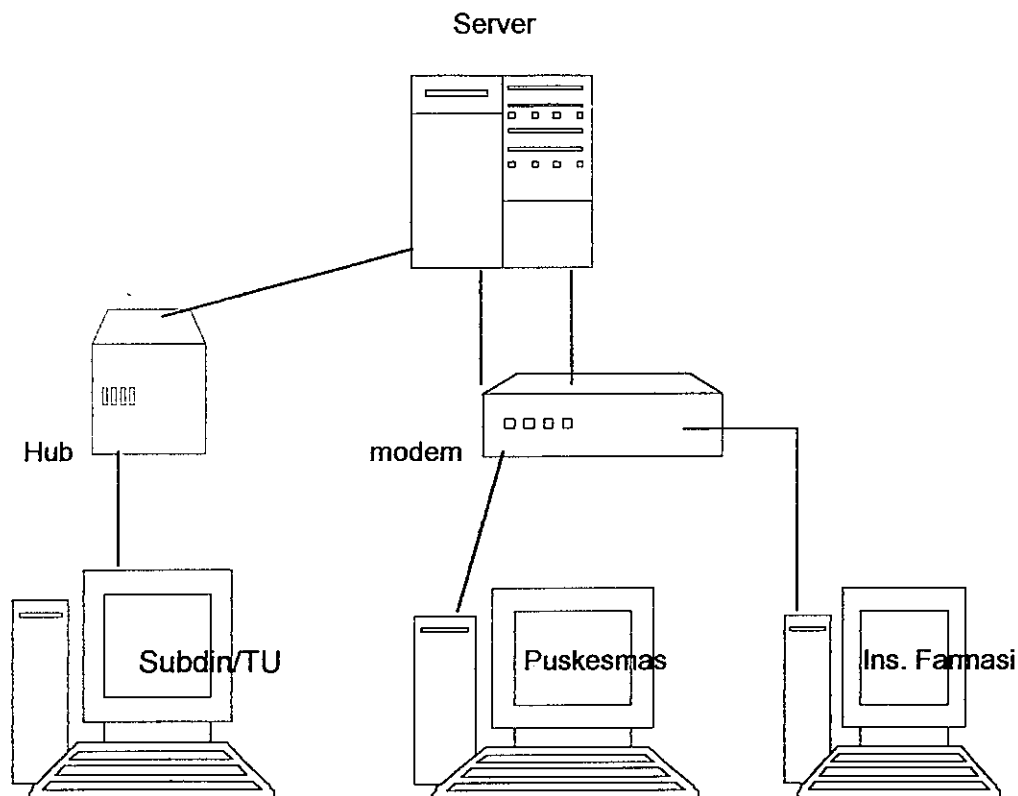 Server
Hub
modem
Subdin/TU
Puskesmas
Ins. Farmasi